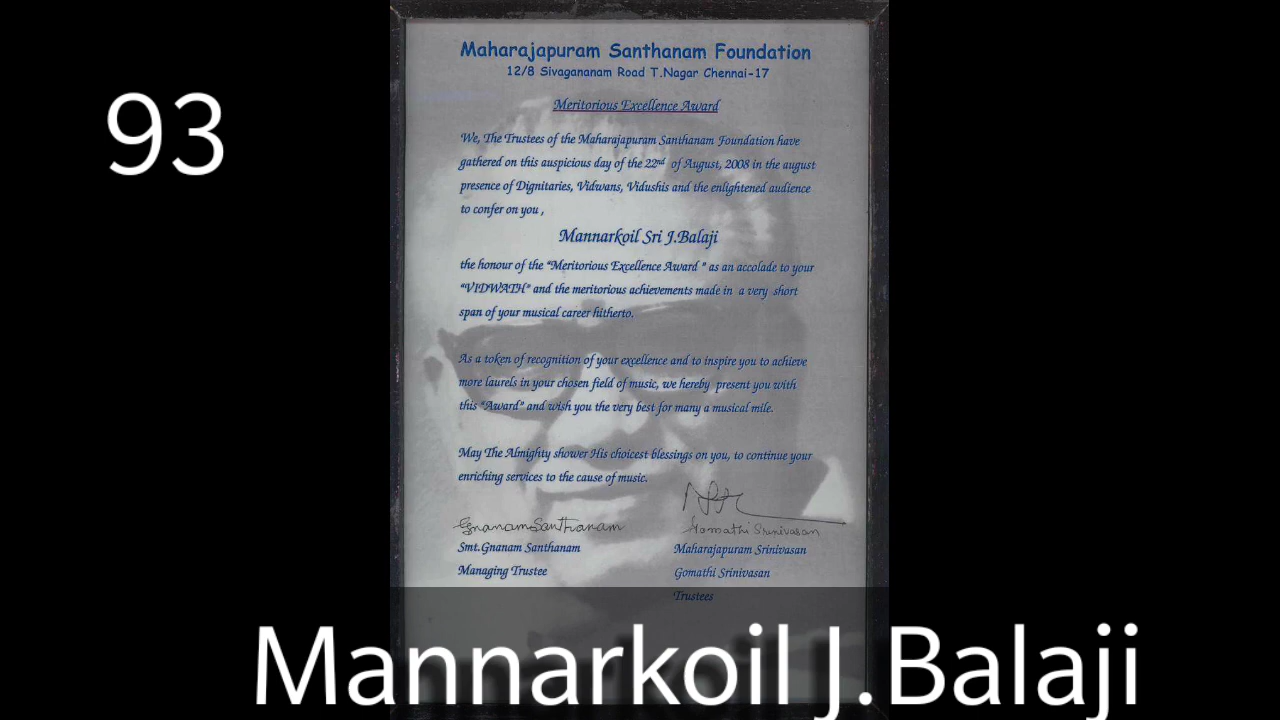 93
Maharajapuram Santhanam Foundation
12/8 Sivagananam Road T.Nagar Chennai-17
Meritorious Excellence Award
We, The Trustees of the Maharajapuram Santhanam Foundation have
gathered on this auspicious day of the 22nd of August, 2008 in the august
presence of Dignitaries, Vidwans, Vidushis and the enlightened audience
to confer on you ,
Mannarkoil Sri J.Balaji
the honour of the "Meritorious Excellence Award " as an accolade to your
"VIDWATH" and the meritorious achievements made in a very short
span of your musical career hitherto.
As a token of recognition of your excellence and to inspire you to achieve
more laurels in your chosen field of music, we hereby present you with
this "Award" and wish you the very best for many a musical mile.
May The Almighty shower His choicest blessings on you, to continue your
enriching services to the cause of music.
Gnanam Santhanam
Gomathi Srinivasan
Smt.Gnanam Santhanam
Maharajapuram Srinivasan
Managing Trustee
Gomathi Srinivasan
Trustees
Mannarkoil J.Balaji